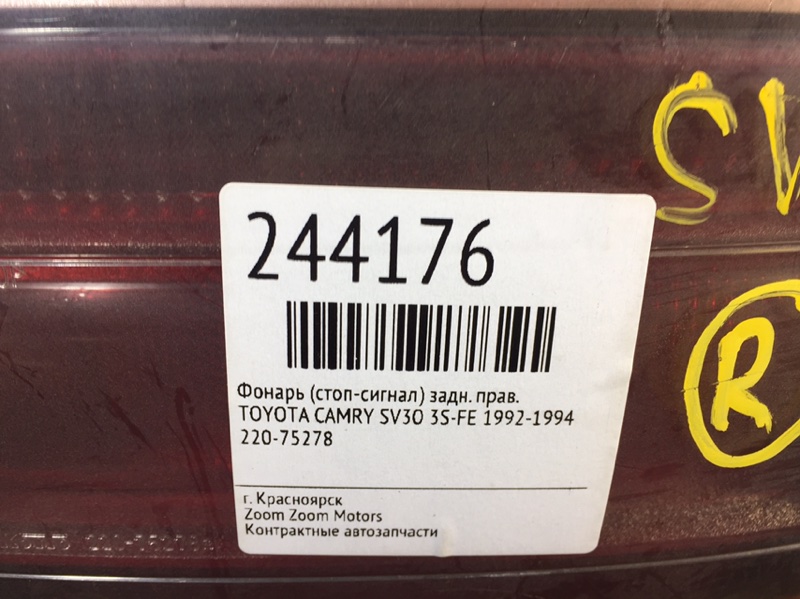 SV
244176
R
Фонарь (стоп-сигнал) задн. прав.
TOYOTA CAMRY SV30 3S-FE 1992-1994
220-75278
г. Красноярск
Zoom Zoom Motors
Контрактные автозапчасти